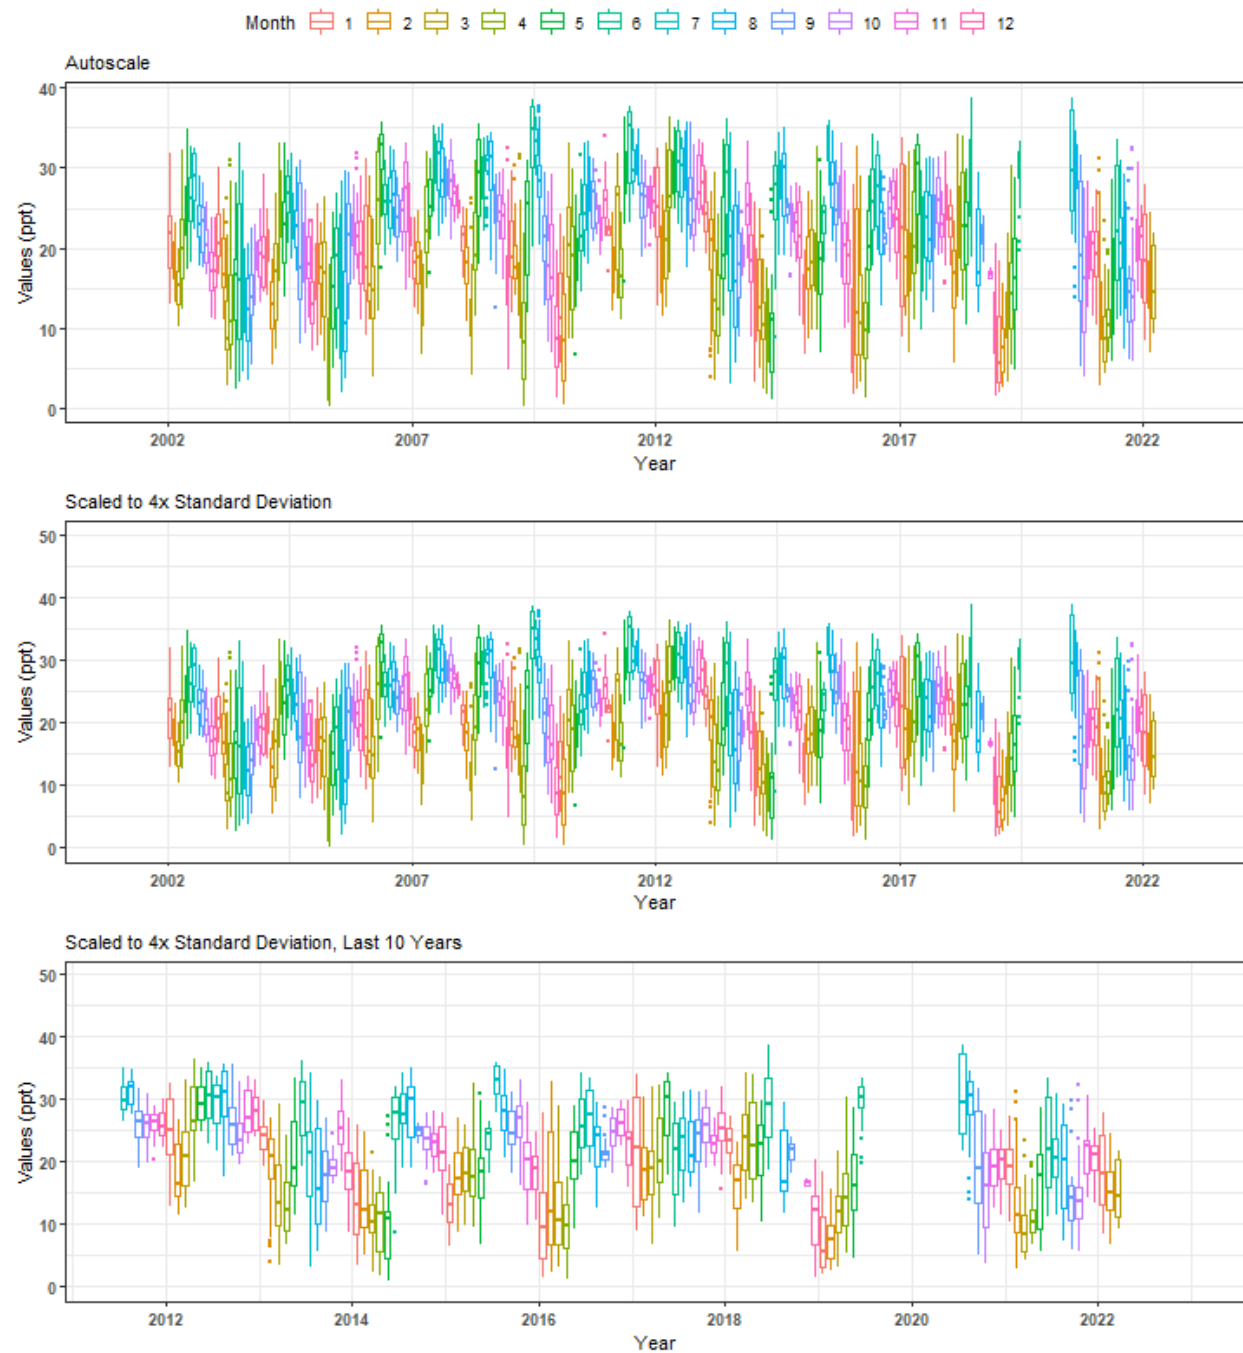 Month 1 2 3 4 5 6 7 8 9 10 11 12
Autoscale
40
30
20
10
0
Values (ppt)
2002 2007 2012 2017 2022
Year
Scaled to 4x Standard Deviation
50
40
30
20
10
0
Values (ppt)
2002 2007 2012 2017 2022
Year
Scaled to 4x Standard Deviation, Last 10 Years
50
40
30
20
10
0
Values (ppt)
2012 2014 2016 2018 2020 2022
Year